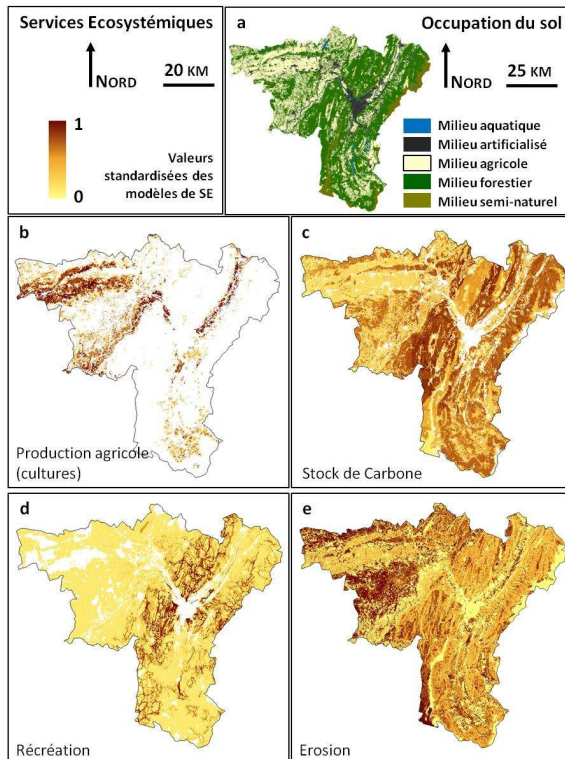 Services Ecosystémiques
NORD
20 KM
1
0
Valeurs
standardisées des
modèles de SE
a
Occupation du sol
NORD
25 KM
Milieu aquatique
Milieu artificialisé
Milieu agricole
Milieu forestier
Milieu semi-naturel
b
Production agricole
(cultures)
c
Stock de Carbone
d
Récréation
e
Erosion